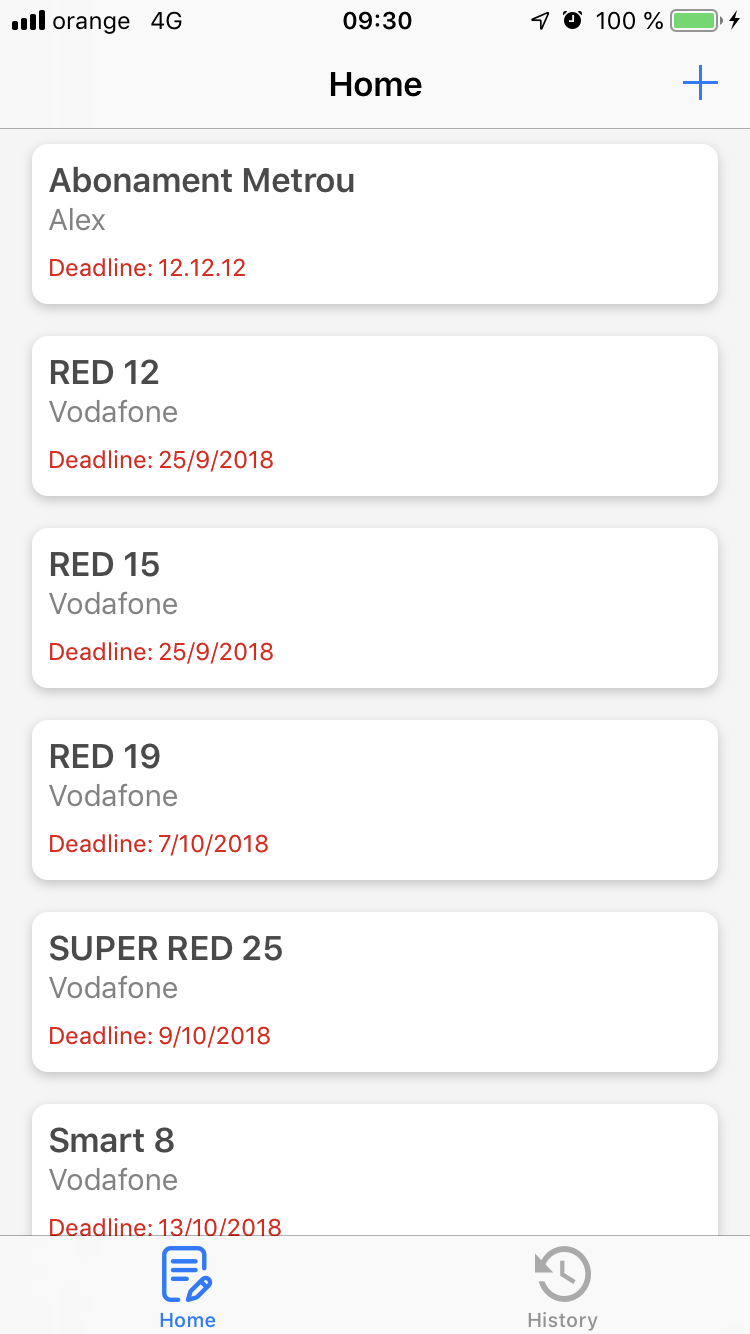 orange 4G 09:30 100 %
Home
Abonament Metrou
Alex
Deadline: 12.12.12
RED 12
Vodafone
Deadline: 25/9/2018
RED 15
Vodafone
Deadline: 25/9/2018
RED 19
Vodafone
Deadline: 7/10/2018
SUPER RED 25
Vodafone
Deadline: 9/10/2018
Smart 8
Vodafone
Deadline: 13/10/2018
Home History